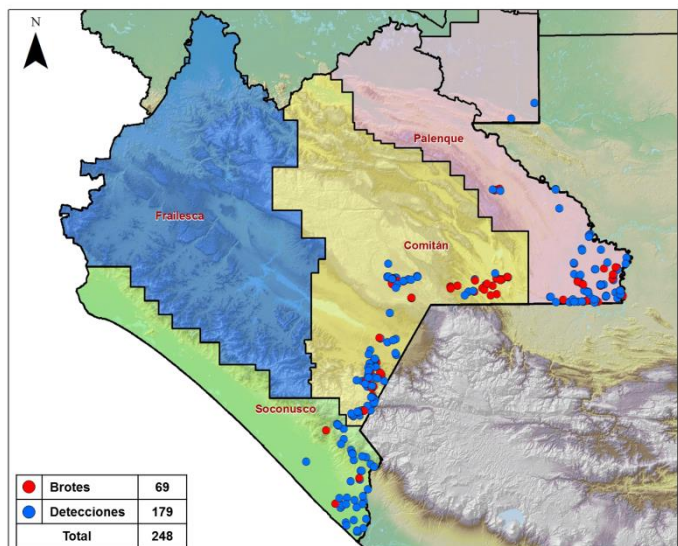 N
Palenque
Frailesca
Comitán
Soconusco
Brotes 69
Detecciones 179
Total 248